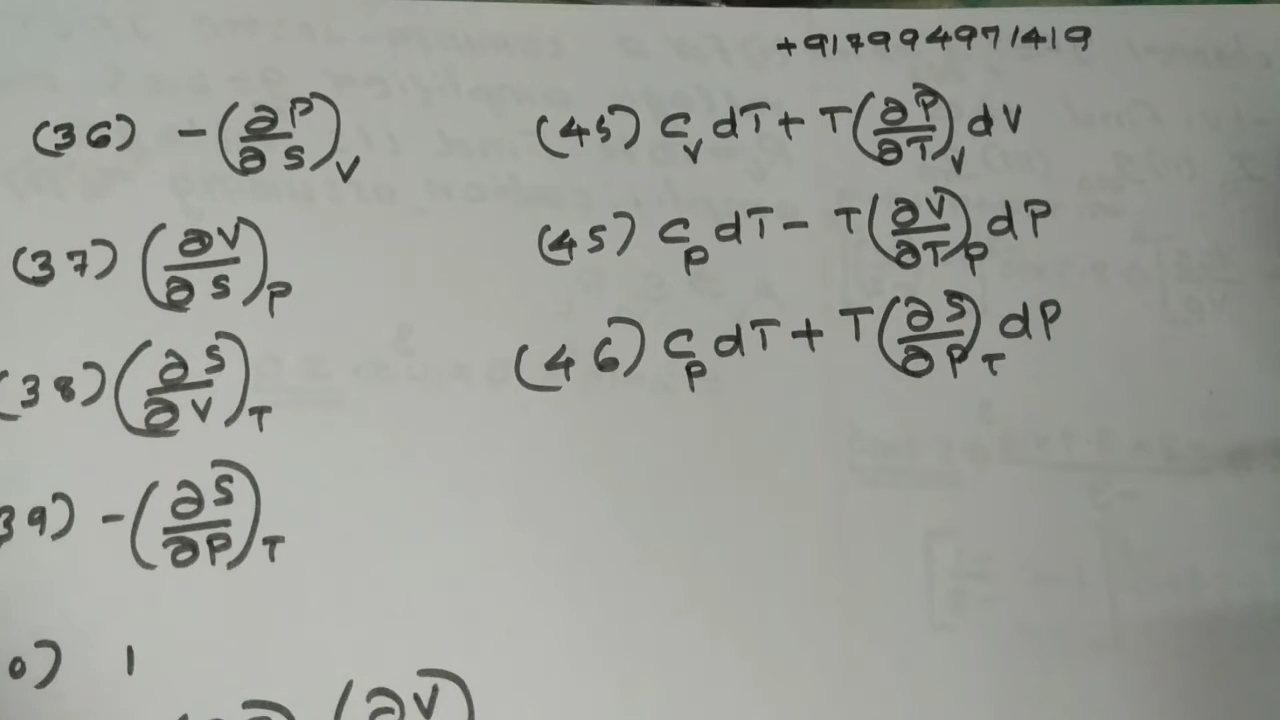 +917994971419
(36) -(∂P/∂S)_V
(37) (∂V/∂S)_P
(38) (∂S/∂V)_T
39) -(∂S/∂P)_T
0) 1
(45) C_V dT + T(∂P/∂T)_V dV
(45) C_P dT - T(∂V/∂T)_P dP
(46) C_P dT + T(∂S/∂P)_T dP